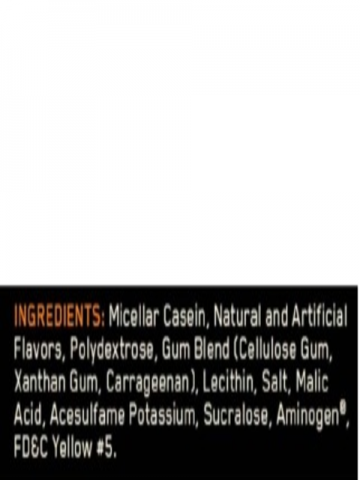 INGREDIENTS: Micellar Casein, Natural and Artificial
Flavors, Polydextrose, Gum Blend (Cellulose Gum,
Xanthan Gum, Carrageenan), Lecithin, Salt, Malic
Acid, Acesulfame Potassium, Sucralose, Aminogen®,
FD&C Yellow #5.